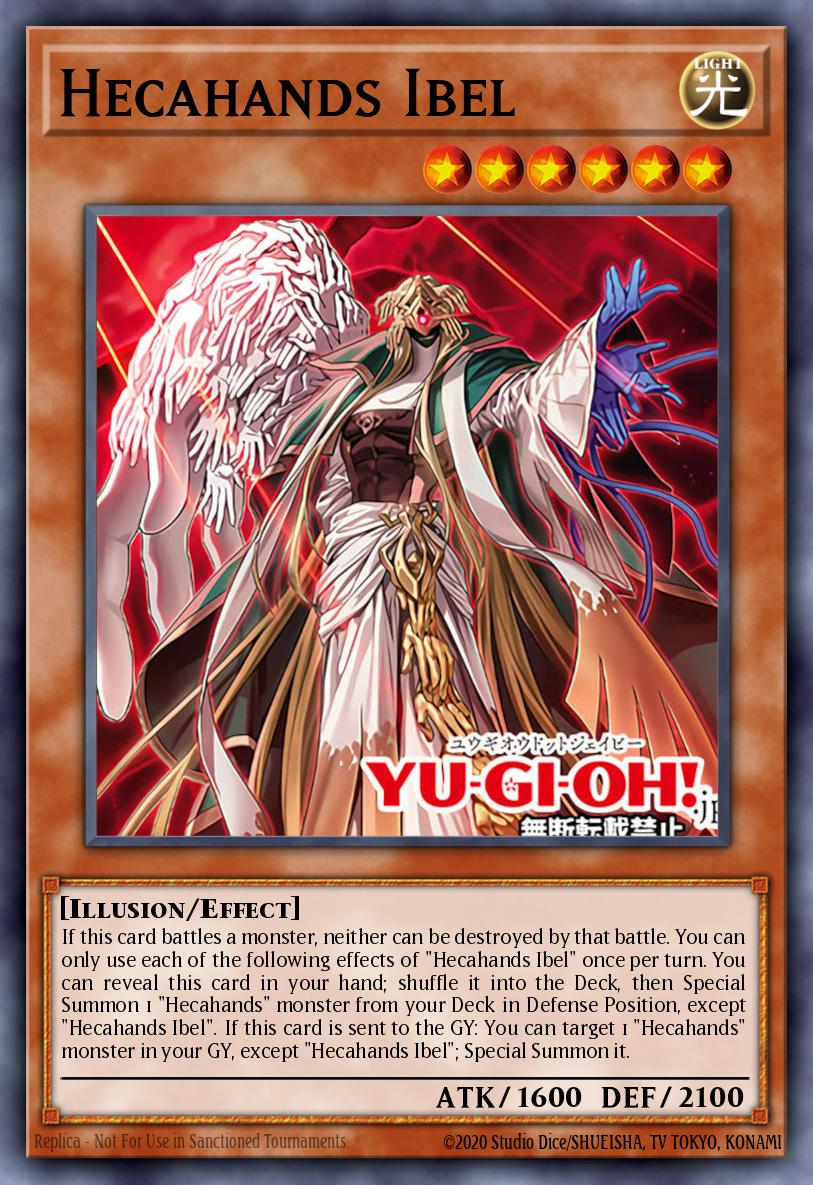 Hecahands Ibel
LIGHT
光
ユウギオウドットジェイピー
YU-GI-OH!
.JP
無断転載禁止
[Illusion/Effect]
If this card battles a monster, neither can be destroyed by that battle. You can
only use each of the following effects of "Hecahands Ibel" once per turn. You
can reveal this card in your hand; shuffle it into the Deck, then Special
Summon 1 "Hecahands" monster from your Deck in Defense Position, except
"Hecahands Ibel". If this card is sent to the GY: You can target 1 "Hecahands"
monster in your GY, except "Hecahands Ibel"; Special Summon it.
ATK/1600 DEF/2100
Replica - Not For Use in Sanctioned Tournaments.
©2020 Studio Dice/SHUEISHA, TV TOKYO, KONAMI